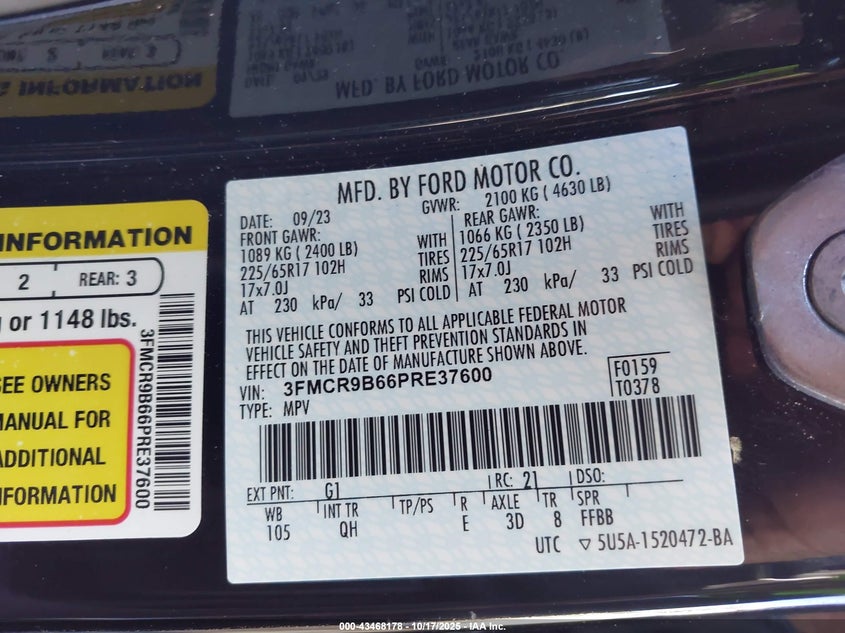 MFD. BY FORD MOTOR CO.
DATE: 09/23 GVWR: 2100 KG ( 4630 LB)
FRONT GAWR: REAR GAWR:
1089 KG ( 2400 LB) WITH 1066 KG ( 2350 LB) WITH
225/65R17 102H TIRES 225/65R17 102H TIRES
17x7.0J RIMS 17x7.0J RIMS
AT 230 kPa/ 33 PSI COLD AT 230 kPa/ 33 PSI COLD
THIS VEHICLE CONFORMS TO ALL APPLICABLE FEDERAL MOTOR
VEHICLE SAFETY AND THEFT PREVENTION STANDARDS IN
EFFECT ON THE DATE OF MANUFACTURE SHOWN ABOVE.
VIN: 3FMCR9B66PRE37600
TYPE: MPV
F0159
T0378
EXT PNT: G1 RC: 21 DSO:
WB INT TR TP/PS R AXLE TR SPR
105 QH E 3D 8 FFBB
UTC ▽ 5U5A-1520472-BA
INFORMATION
2 REAR: 3
or 1148 lbs.
3FMCR9B66PRE37600
SEE OWNERS
MANUAL FOR
ADDITIONAL
INFORMATION
000-43468178 - 10/17/2025 - IAA Inc.